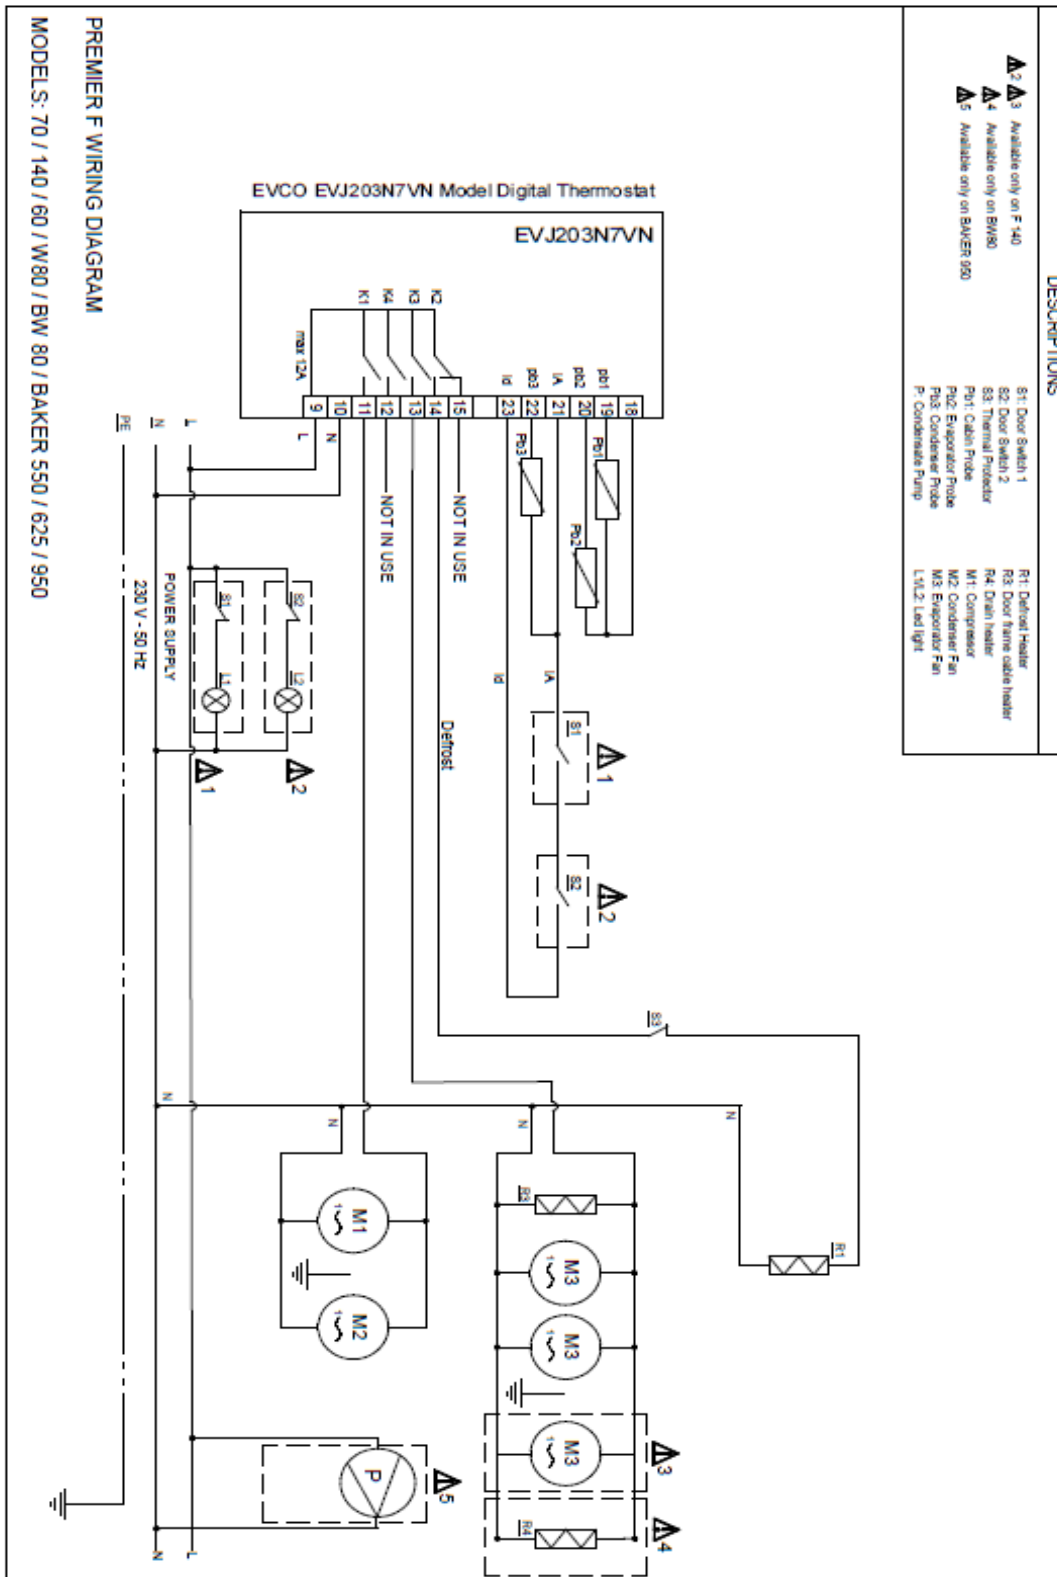 DESCRIPTIONS
2 3 Available only on F 140
4 Available only on BW80
5 Available only on BAKER 950
S1: Door Switch 1
S2: Door Switch 2
S3: Thermal Protector
Pb1: Cabin Probe
Pb2: Evaporator Probe
Pb3: Condenser Probe
P: Condensate Pump
R1: Defrost Heater
R3: Door frame cable heater
R4: Drain heater
M1: Compressor
M2: Condenser Fan
M3: Evaporator Fan
L1/L2: Led light
EVCO EVJ203N7VN Model Digital Thermostat
EVJ203N7VN
K1
K4
K3
K2
max 12A
Id
pb3
IA
pb2
pb1
9
10
11
12
13
14
15
23
22
21
20
19
18
L
N
NOT IN USE
NOT IN USE
Pb3
Pb2
Pb1
Id
IA
Defrost
S1
1
S2
2
S3
PE
N
L
POWER SUPPLY
230 V - 50 Hz
S1
L1
1
S2
L2
2
N
N
N
N
M1
1
M2
1
R3
M3
1
M3
1
M3
1
3
R4
4
R1
P
5
N
L
PREMIER F WIRING DIAGRAM
MODELS: 70 / 140 / 60 / W80 / BW 80 / BAKER 550 / 625 / 950